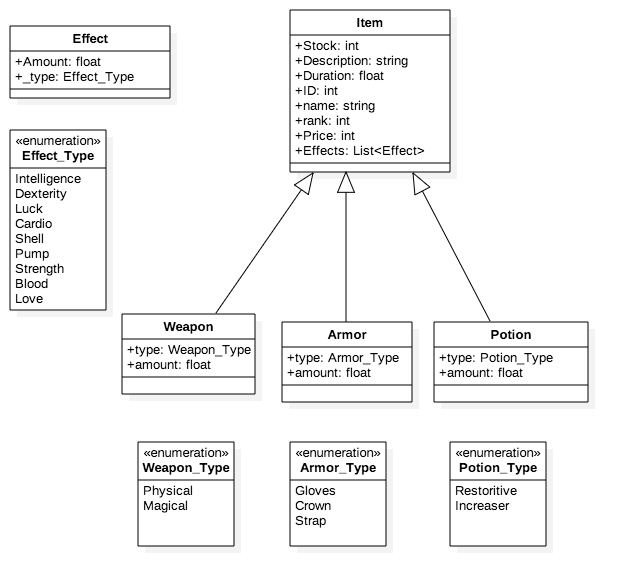 Effect
+Amount: float
+_type: Effect_Type
Item
+Stock: int
+Description: string
+Duration: float
+ID: int
+name: string
+rank: int
+Price: int
+Effects: List<Effect>
«enumeration»
Effect_Type
Intelligence
Dexterity
Luck
Cardio
Shell
Pump
Strength
Blood
Love
Weapon
+type: Weapon_Type
+amount: float
Armor
+type: Armor_Type
+amount: float
Potion
+type: Potion_Type
+amount: float
«enumeration»
Weapon_Type
Physical
Magical
«enumeration»
Armor_Type
Gloves
Crown
Strap
«enumeration»
Potion_Type
Restoritive
Increaser